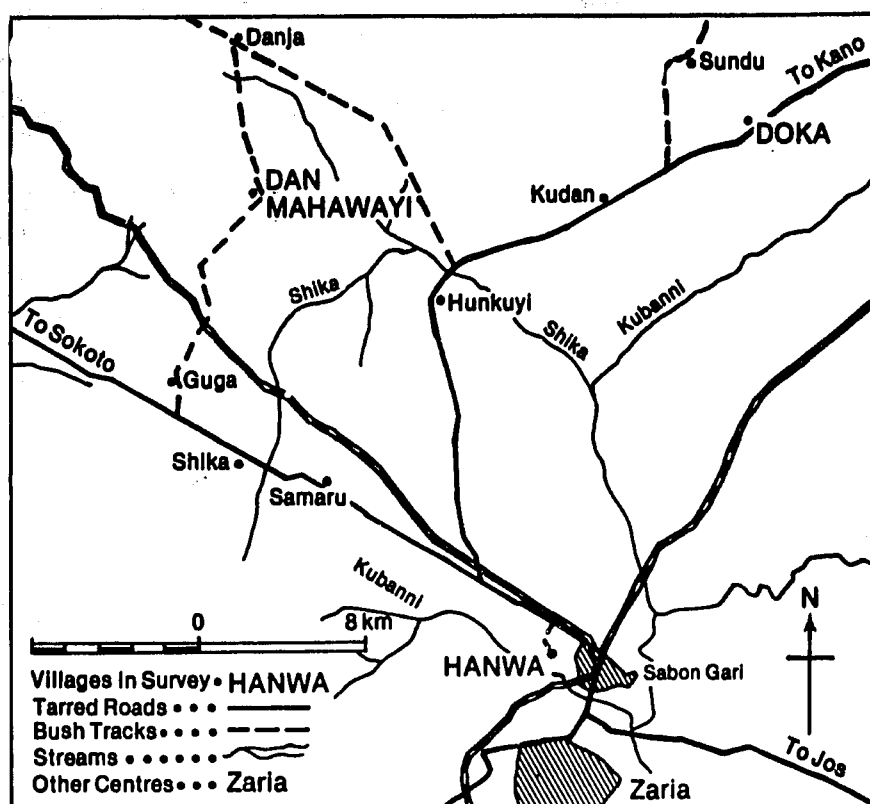 Danja
Sundu
To Kano
DOKA
DAN
MAHAWAYI
Kudan
Shika
Hunkuyi
Kubanni
Shika
To Sokoto
Guga
Shika
Samaru
Kubanni
N
0 8 km
HANWA
Sabon Gari
Villages in Survey • HANWA
Tarred Roads • • •
Bush Tracks • • • •
Streams • • • • • •
Other Centres • • • Zaria
To Jos
Zaria